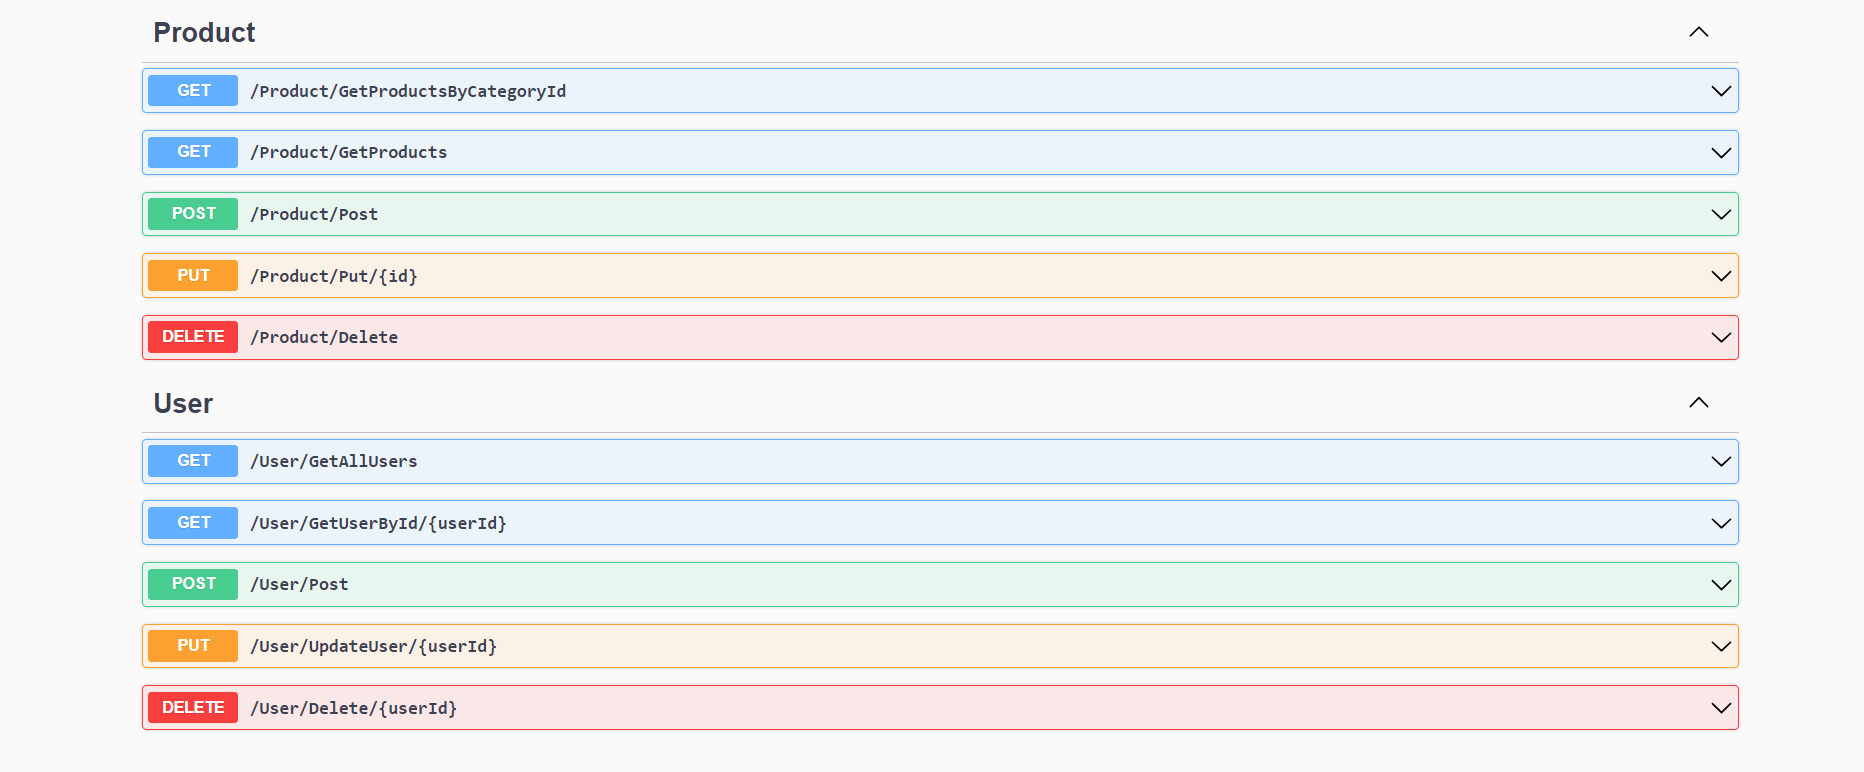 Product
GET /Product/GetProductsByCategoryId
GET /Product/GetProducts
POST /Product/Post
PUT /Product/Put/{id}
DELETE /Product/Delete
User
GET /User/GetAllUsers
GET /User/GetUserById/{userId}
POST /User/Post
PUT /User/UpdateUser/{userId}
DELETE /User/Delete/{userId}